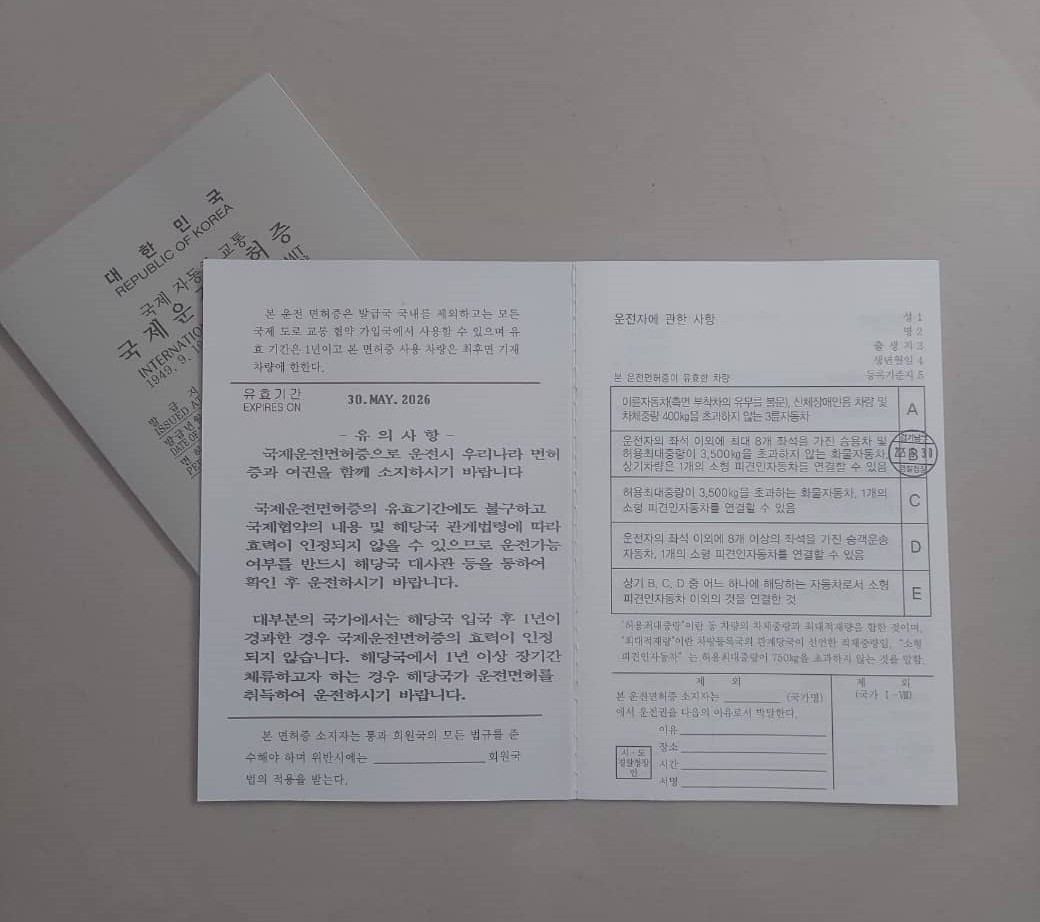 대 한 민 국
REPUBLIC OF KOREA
국제 자동 교통
국 제 운 허 증
INTERNATIO MIT
1949. 9. 1
발 급 지
ISSUED AT
발급년월
DATE OF
면 허
PE
본 운전 면허증은 발급국 국내를 제외하고는 모든
국제 도로 교통 협약 가입국에서 사용할 수 있으며 유
효 기간은 1년이고 본 면허증 사용 차량은 최후면 기재
차량에 한한다.
유효기간
EXPIRES ON
30. MAY. 2026
- 유 의 사 항 -
국제운전면허증으로 운전시 우리나라 면허
증과 여권을 함께 소지하시기 바랍니다
국제운전면허증의 유효기간에도 불구하고
국제협약의 내용 및 해당국 관계법령에 따라
효력이 인정되지 않을 수 있으므로 운전가능
여부를 반드시 해당국 대사관 등을 통하여
확인 후 운전하시기 바랍니다.
대부분의 국가에서는 해당국 입국 후 1년이
경과한 경우 국제운전면허증의 효력이 인정
되지 않습니다. 해당국에서 1년 이상 장기간
체류하고자 하는 경우 해당국가 운전면허를
취득하여 운전하시기 바랍니다.
본 면허증 소지자는 통과 회원국의 모든 법규를 준
수해야 하며 위반시에는 회원국
법의 적용을 받는다.
운전자에 관한 사항
성 1
명 2
출 생 지 3
생년월일 4
등록기준지 5
본 운전면허증이 유효한 차량
이륜자동차(측면 부착차의 유무를 불문), 신체장애인용 차량 및
차체중량 400kg을 초과하지 않는 3륜자동차
A
운전자의 좌석 이외에 최대 8개 좌석을 가진 승용차 및
허용최대중량이 3,500kg을 초과하지 않는 화물자동차.
상기차량은 1개의 소형 피견인자동차를 연결할 수 있음
B
허용최대중량이 3,500kg을 초과하는 화물자동차, 1개의
소형 피견인자동차를 연결할 수 있음
C
운전자의 좌석 이외에 8개 이상의 좌석을 가진 승객운송
자동차, 1개의 소형 피견인자동차를 연결할 수 있음
D
상기 B, C, D 중 어느 하나에 해당하는 자동차로서 소형
피견인자동차 이외의 것을 연결한 것
E
"허용최대중량"이란 동 차량의 차체중량과 최대적재량을 합한 것이며,
"최대적재량"이란 차량등록국의 관계당국이 선언한 적재중량임. "소형
피견인자동차" 는 허용최대중량이 750kg을 초과하지 않는 것을 말함.
제 외
본 운전면허증 소지자는 (국가명)
에서 운전권을 다음의 이유로서 박탈한다.
이유
장소
시간
서명
시 · 도
경찰청장
인
제 외
(국가 I - VIII)